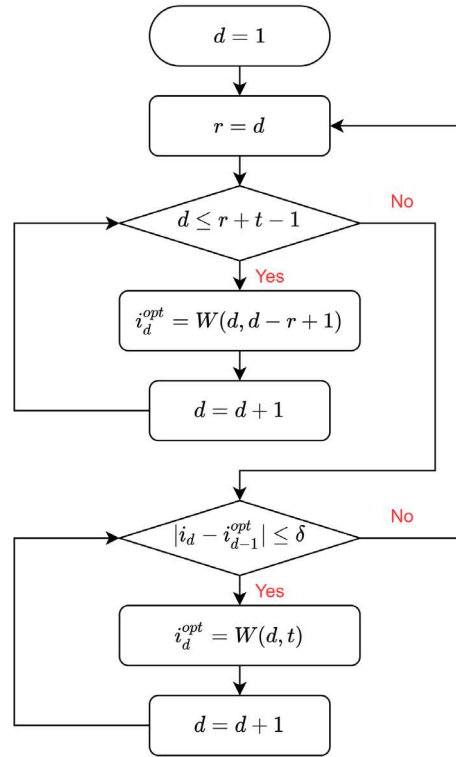 d = 1
r = d
d ≤ r + t − 1
No
Yes
i_d^{opt} = W(d, d − r + 1)
d = d + 1
|i_d − i_{d−1}^{opt}| ≤ δ
No
Yes
i_d^{opt} = W(d, t)
d = d + 1